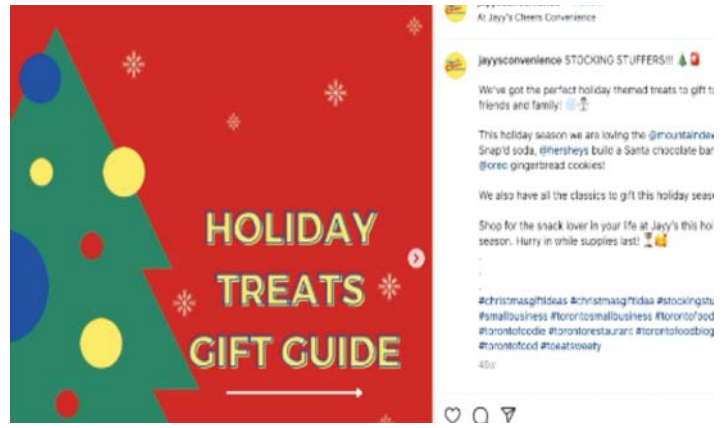 HOLIDAY
TREATS
GIFT GUIDE
At Jayy's Cheers Convenience
jayysconvenience STOCKING STUFFERS!!! 🎄🧧
We've got the perfect holiday themed treats to gift
friends and family!
This holiday season we are loving the @mountaindew
Snap'd soda, @hersheys build a Santa chocolate bar
@oreo gingerbread cookies!
We also have all the classics to gift this holiday
Shop for the snack lover in your life at Jayy's this
season. Hurry in while supplies last!
.
.
.
#christmasgiftideas #christmasgiftidea
#smallbusiness #torontosmallbusiness
#torontofoodie #torontorestaurant #torontofoodblog
#torontofood #toeatsweety